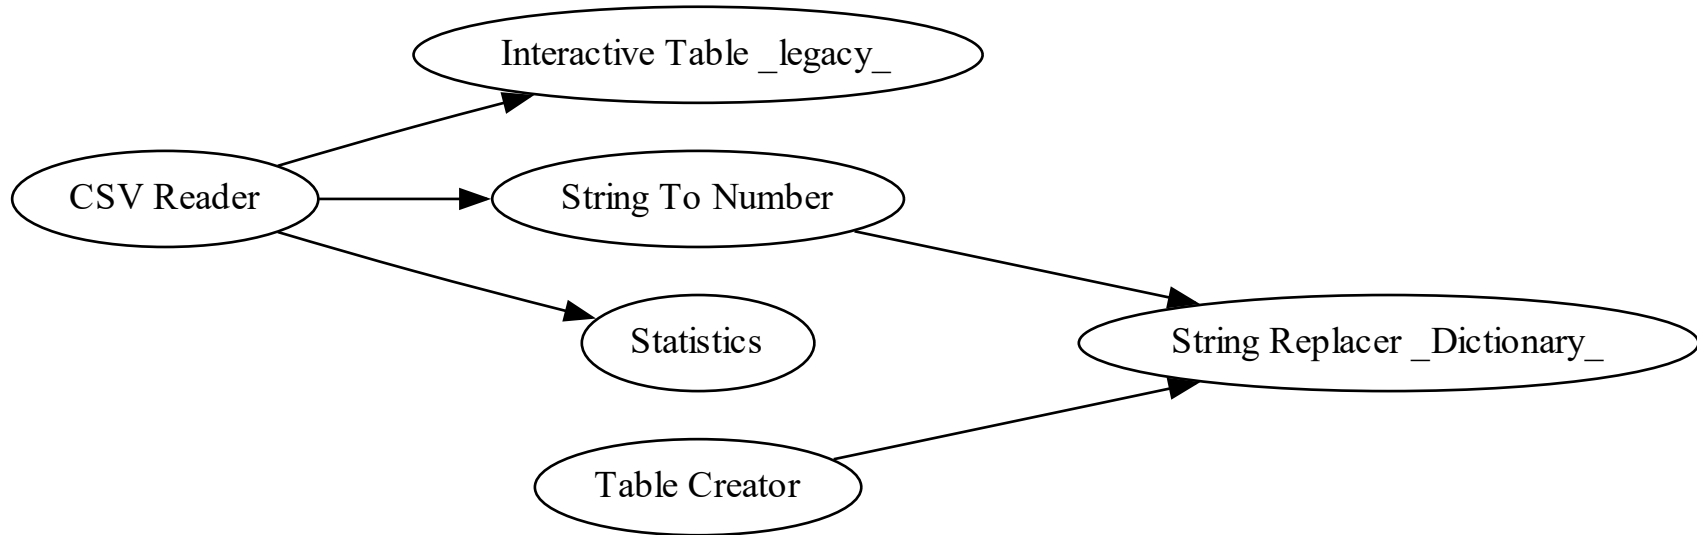 Interactive Table _legacy_
CSV Reader
String To Number
Statistics
String Replacer _Dictionary_
Table Creator